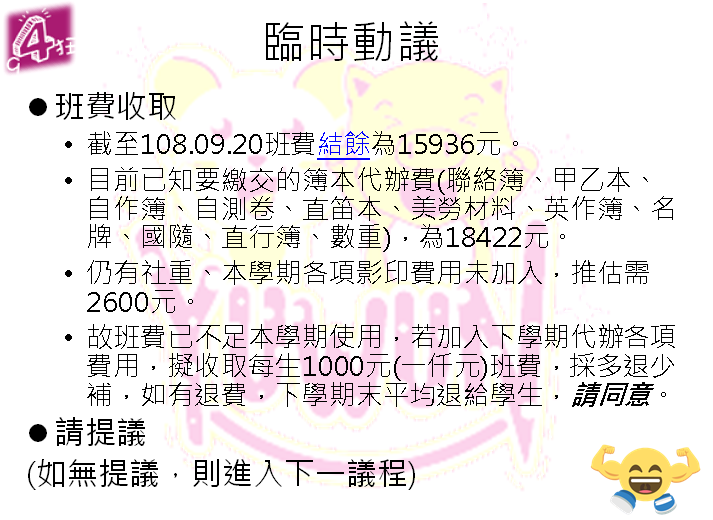 4狂
臨時動議
●班費收取
•截至108.09.20班費結餘為15936元。
•目前已知要繳交的簿本代辦費(聯絡簿、甲乙本、
自作簿、自測卷、直笛本、美勞材料、英作簿、名
牌、國隨、直行簿、數重)，為18422元。
•仍有社重、本學期各項影印費用未加入，推估需
2600元。
•故班費已不足本學期使用，若加入下學期代辦各項
費用，擬收取每生1000元(一仟元)班費，採多退少
補，如有退費，下學期末平均退給學生，請同意。
●請提議
(如無提議，則進入下一議程)